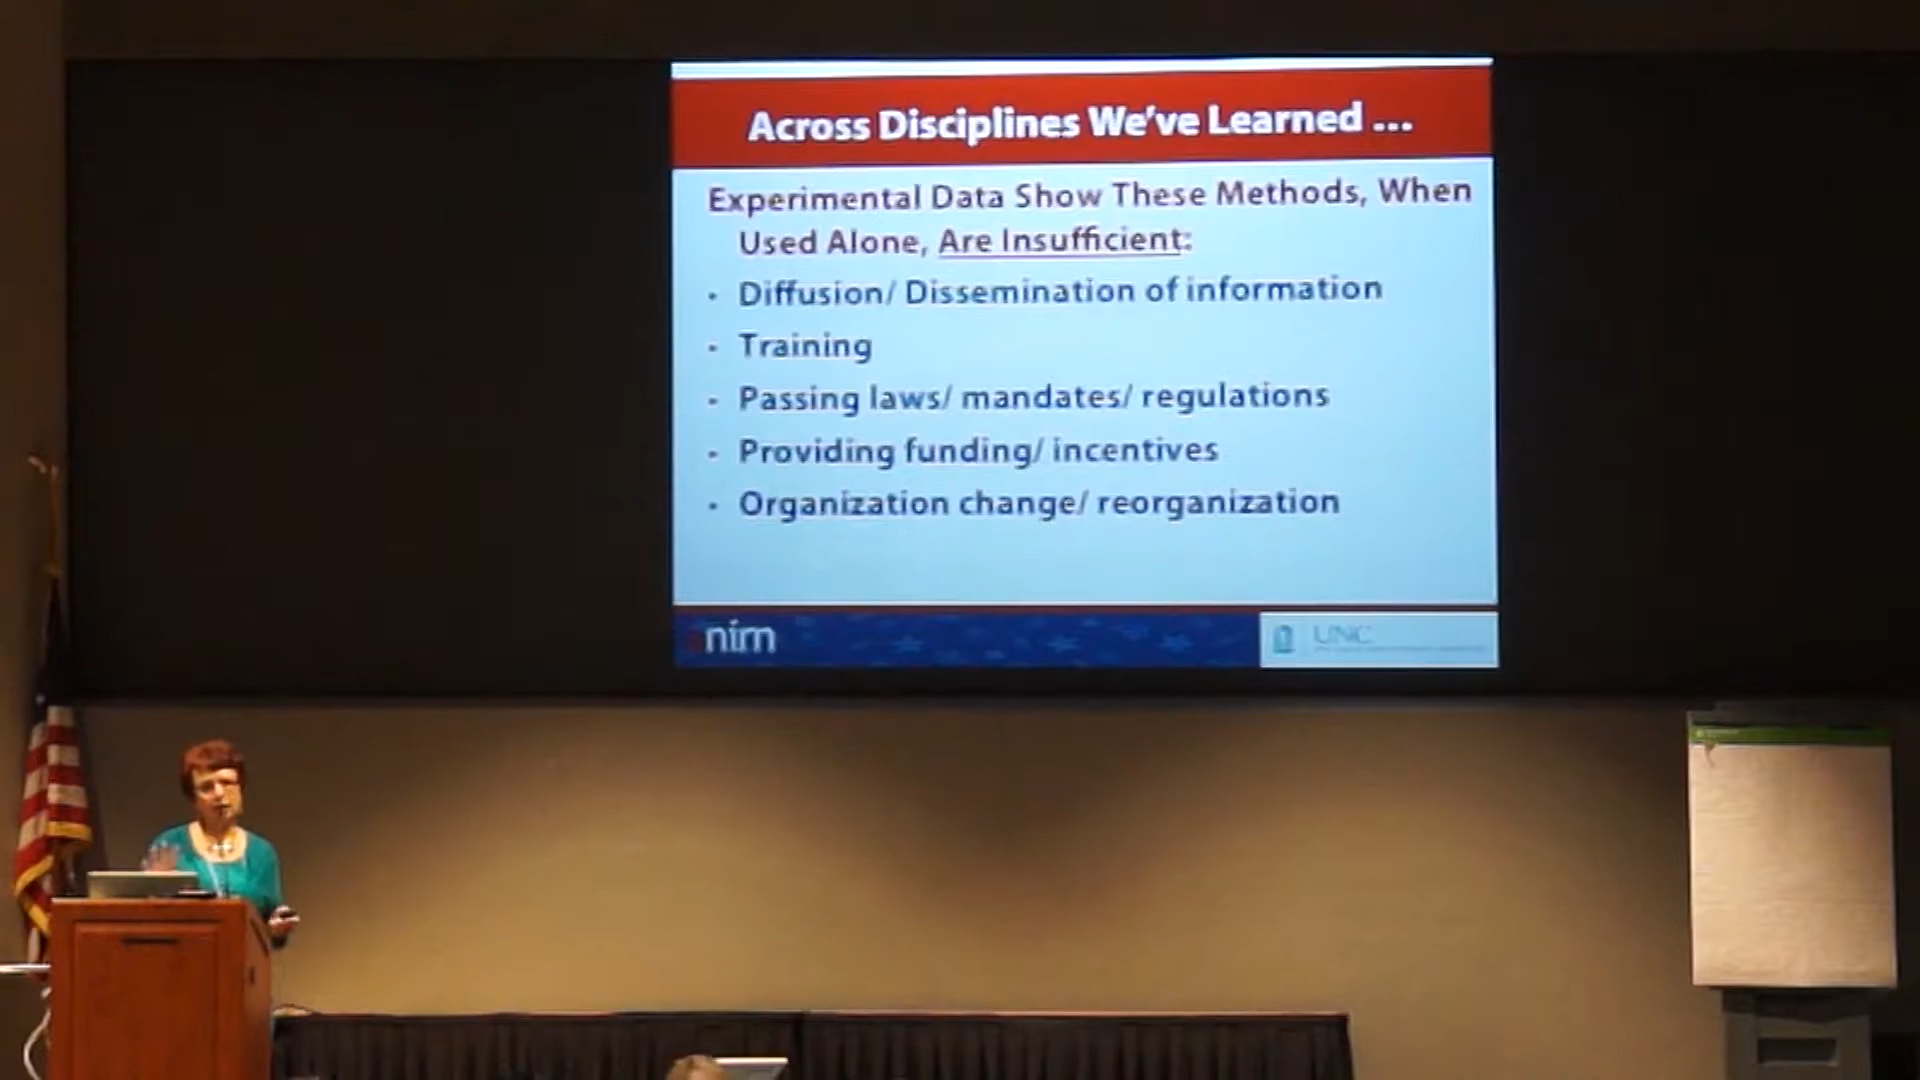 Across Disciplines We've Learned ...
Experimental Data Show These Methods, When
Used Alone, Are Insufficient:
• Diffusion/ Dissemination of information
• Training
• Passing laws/ mandates/ regulations
• Providing funding/ incentives
• Organization change/ reorganization
nirn
UNC